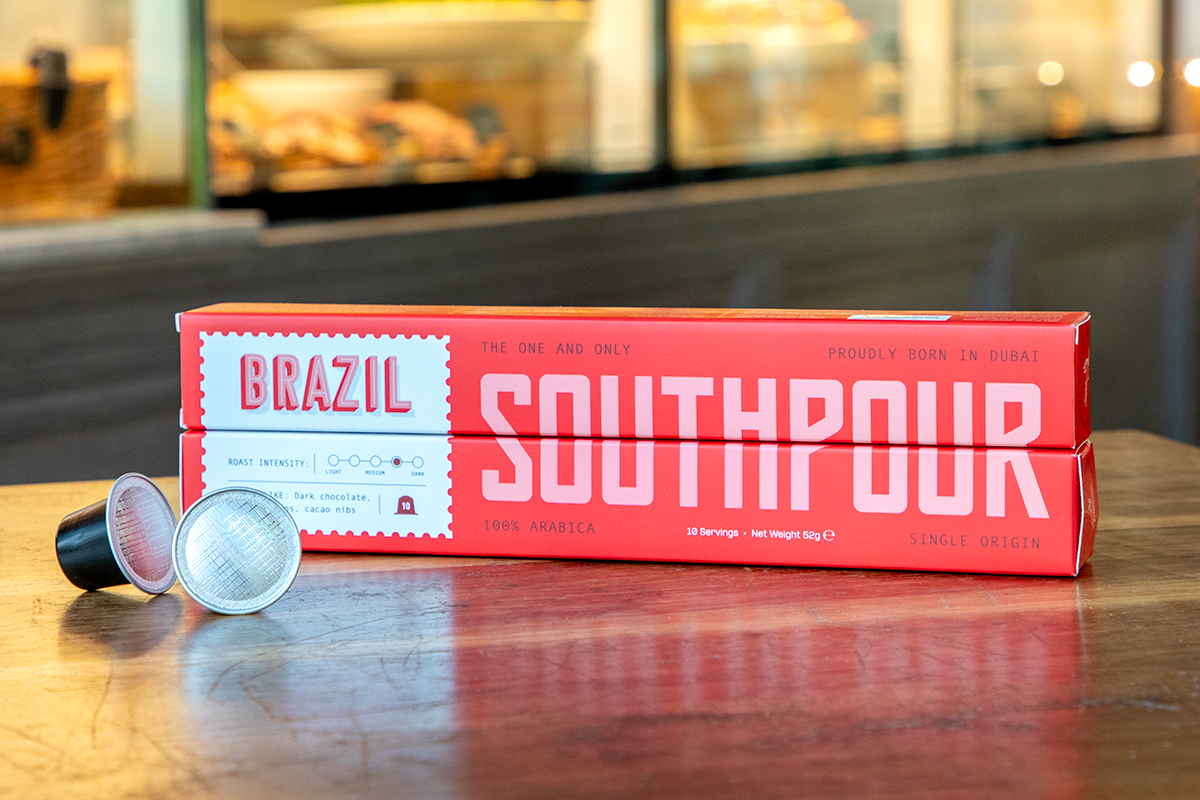 BRAZIL
ROAST INTENSITY:
LIGHT MEDIUM DARK
IKE: Dark chocolate,
cacao nibs
10
THE ONE AND ONLY
PROUDLY BORN IN DUBAI
SOUTHPOUR
100% ARABICA
10 Servings • Net Weight 52g ℮
SINGLE ORIGIN